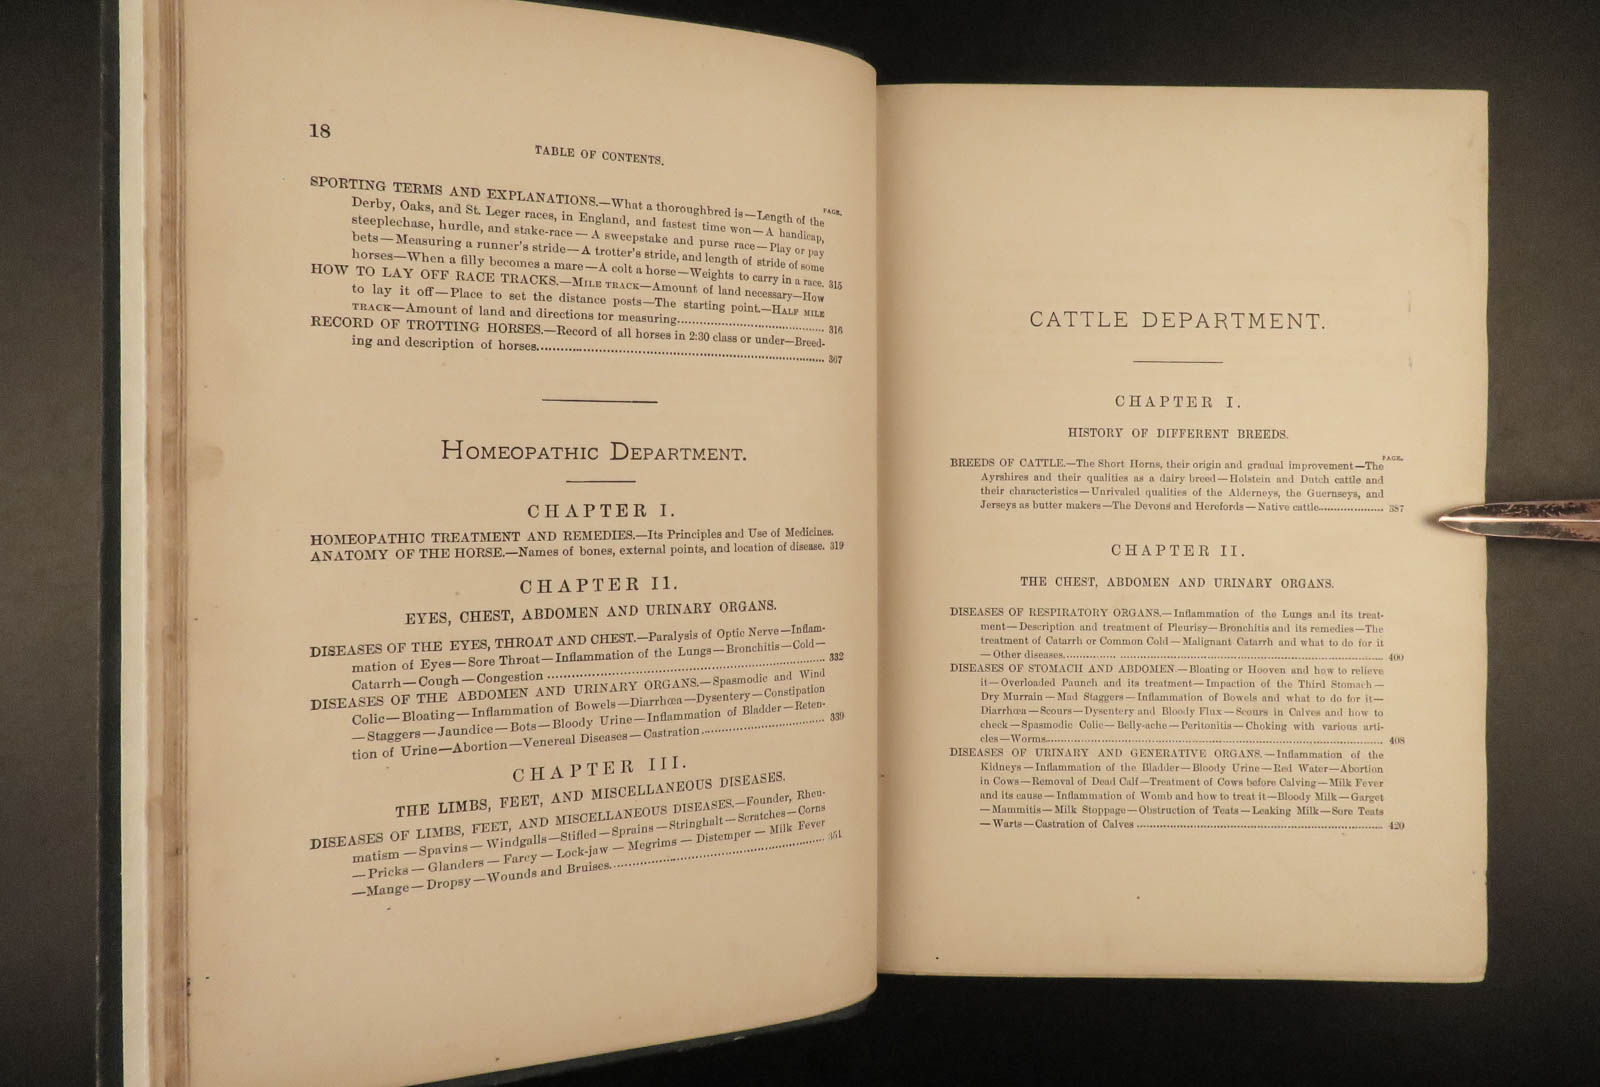 18
TABLE OF CONTENTS.
PAGE.
SPORTING TERMS AND EXPLANATIONS.—What a thoroughbred is—Length of the
Derby, Oaks, and St. Leger races, in England, and fastest time won—A handicap,
steeplechase, hurdle, and stake-race—A sweepstake and purse race—Play or pay
bets—Measuring a runner's stride—A trotter's stride, and length of stride of some
horses—When a filly becomes a mare—A colt a horse—Weights to carry in a race. 315
HOW TO LAY OFF RACE TRACKS.—MILE TRACK—Amount of land necessary—How
to lay it off—Place to set the distance posts—The starting point.—HALF MILE
TRACK—Amount of land and directions for measuring........ 316
RECORD OF TROTTING HORSES.—Record of all horses in 2:30 class or under—Breed-
ing and description of horses........ 367
HOMEOPATHIC DEPARTMENT.
CHAPTER I.
HOMEOPATHIC TREATMENT AND REMEDIES.—Its Principles and Use of Medicines.
ANATOMY OF THE HORSE.—Names of bones, external points, and location of disease. 319
CHAPTER II.
EYES, CHEST, ABDOMEN AND URINARY ORGANS.
DISEASES OF THE EYES, THROAT AND CHEST.—Paralysis of Optic Nerve—Inflam-
mation of Eyes—Sore Throat—Inflammation of the Lungs—Bronchitis—Cold—
Catarrh—Cough—Congestion ........ 332
DISEASES OF THE ABDOMEN AND URINARY ORGANS.—Spasmodic and Wind
Colic—Bloating—Inflammation of Bowels—Diarrhœa—Dysentery—Constipation
—Staggers—Jaundice—Bots—Bloody Urine—Inflammation of Bladder—Reten-
tion of Urine—Abortion—Venereal Diseases—Castration........ 339
CHAPTER III.
THE LIMBS, FEET, AND MISCELLANEOUS DISEASES.
DISEASES OF LIMBS, FEET, AND MISCELLANEOUS DISEASES.—Founder, Rheu-
matism—Spavins—Windgalls—Stifled—Sprains—Stringhalt—Scratches—Corns
—Pricks—Glanders—Farcy—Lock-jaw—Megrims—Distemper—Milk Fever
—Mange—Dropsy—Wounds and Bruises........ 351
CATTLE DEPARTMENT.
CHAPTER I.
HISTORY OF DIFFERENT BREEDS.
PAGE.
BREEDS OF CATTLE.—The Short Horns, their origin and gradual improvement—The
Ayrshires and their qualities as a dairy breed—Holstein and Dutch cattle and
their characteristics—Unrivaled qualities of the Alderneys, the Guernseys, and
Jerseys as butter makers—The Devons and Herefords—Native cattle........ 387
CHAPTER II.
THE CHEST, ABDOMEN AND URINARY ORGANS.
DISEASES OF RESPIRATORY ORGANS.—Inflammation of the Lungs and its treat-
ment—Description and treatment of Pleurisy—Bronchitis and its remedies—The
treatment of Catarrh or Common Cold—Malignant Catarrh and what to do for it
—Other diseases........ 400
DISEASES OF STOMACH AND ABDOMEN.—Bloating or Hooven and how to relieve
it—Overloaded Paunch and its treatment—Impaction of the Third Stomach—
Dry Murrain—Mad Staggers—Inflammation of Bowels and what to do for it—
Diarrhœa—Scours—Dysentery and Bloody Flux—Scours in Calves and how to
check—Spasmodic Colic—Belly-ache—Peritonitis—Choking with various arti-
cles—Worms........ 408
DISEASES OF URINARY AND GENERATIVE ORGANS.—Inflammation of the
Kidneys—Inflammation of the Bladder—Bloody Urine—Red Water—Abortion
in Cows—Removal of Dead Calf—Treatment of Cows before Calving—Milk Fever
and its cause—Inflammation of Womb and how to treat it—Bloody Milk—Garget
—Mammitis—Milk Stoppage—Obstruction of Teats—Leaking Milk—Sore Teats
—Warts—Castration of Calves ........ 420